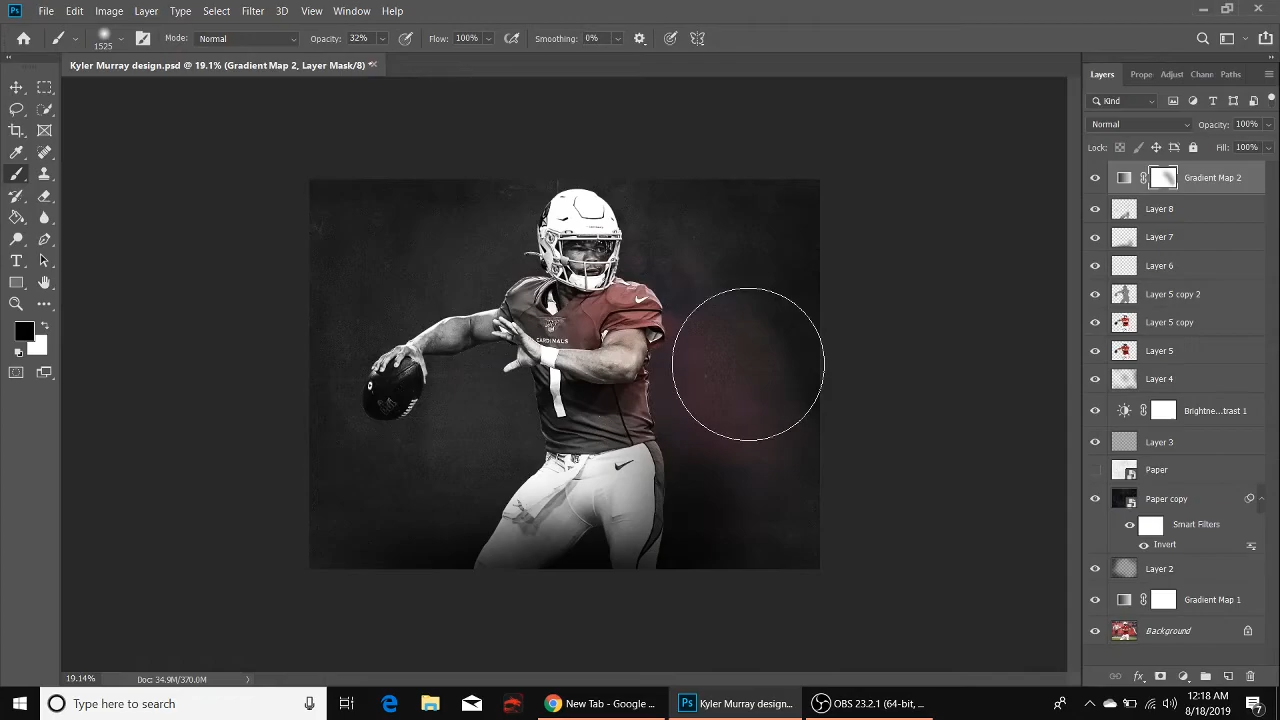 Ps File Edit Image Layer Type Select Filter 3D View Window Help
1525 Mode: Normal Opacity: 32% Flow: 100% Smoothing: 0%
Kyler Murray design.psd @ 19.1% (Gradient Map 2, Layer Mask/8) *
Layers Prope Adjust Chann Paths
Kind
Normal Opacity: 100%
Lock: Fill: 100%
Gradient Map 2
Layer 8
Layer 7
Layer 6
Layer 5 copy 2
Layer 5 copy
Layer 5
Layer 4
Brightne...trast 1
Layer 3
Paper
Paper copy
Smart Filters
Invert
Layer 2
Gradient Map 1
Background
CARDINALS
1
19.14% Doc: 34.9M/370.0M
Type here to search
New Tab - Google ...
Ps Kyler Murray design...
OBS 23.2.1 (64-bit, ...
12:18 AM
8/18/2019